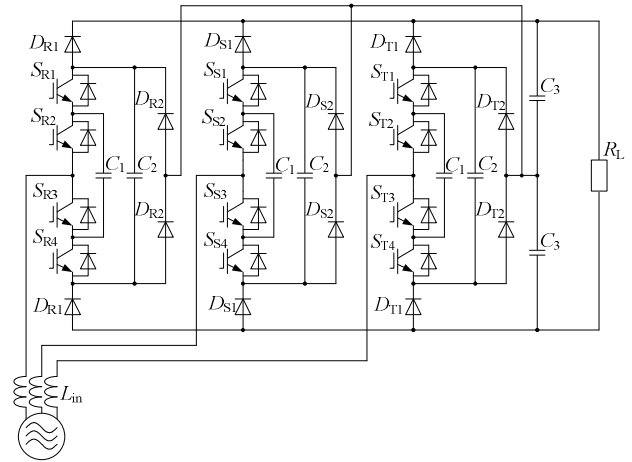 D_R1 D_S1 D_T1
S_R1 S_S1 S_T1
D_R2 D_S2 D_T2 C_3
S_R2 S_S2 S_T2
C_1 C_2 C_1 C_2 C_1 C_2 R_L
S_R3 S_S3 S_T3
D_R2 D_S2 D_T2
S_R4 S_S4 S_T4 C_3
D_R1 D_S1 D_T1
L_in